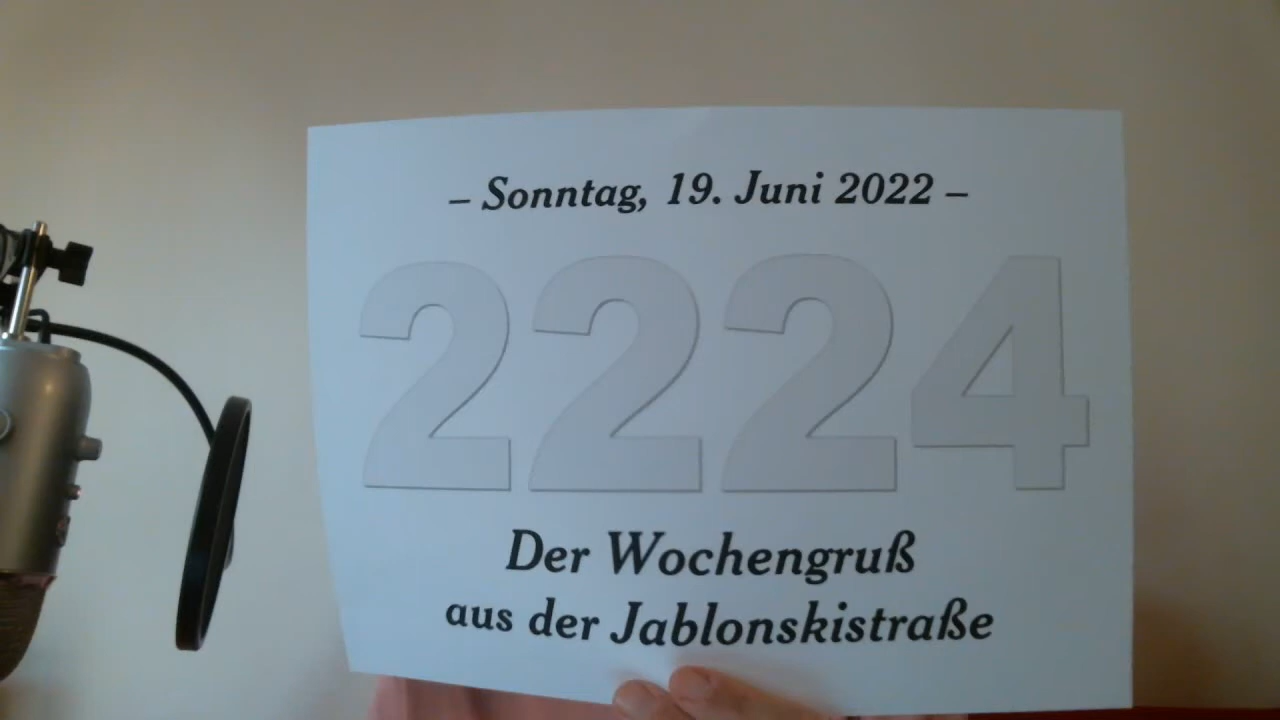 – Sonntag, 19. Juni 2022 –
2224
Der Wochengruß
aus der Jablonskistraße